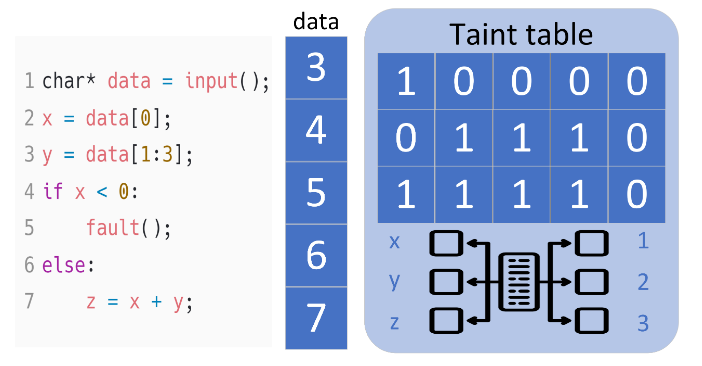 data
Taint table
1 char* data = input();
2 x = data[0];
3 y = data[1:3];
4 if x < 0:
5 fault();
6 else:
7 z = x + y;
3
4
5
6
7
1 0 0 0 0
0 1 1 1 0
1 1 1 1 0
x 1
y 2
z 3